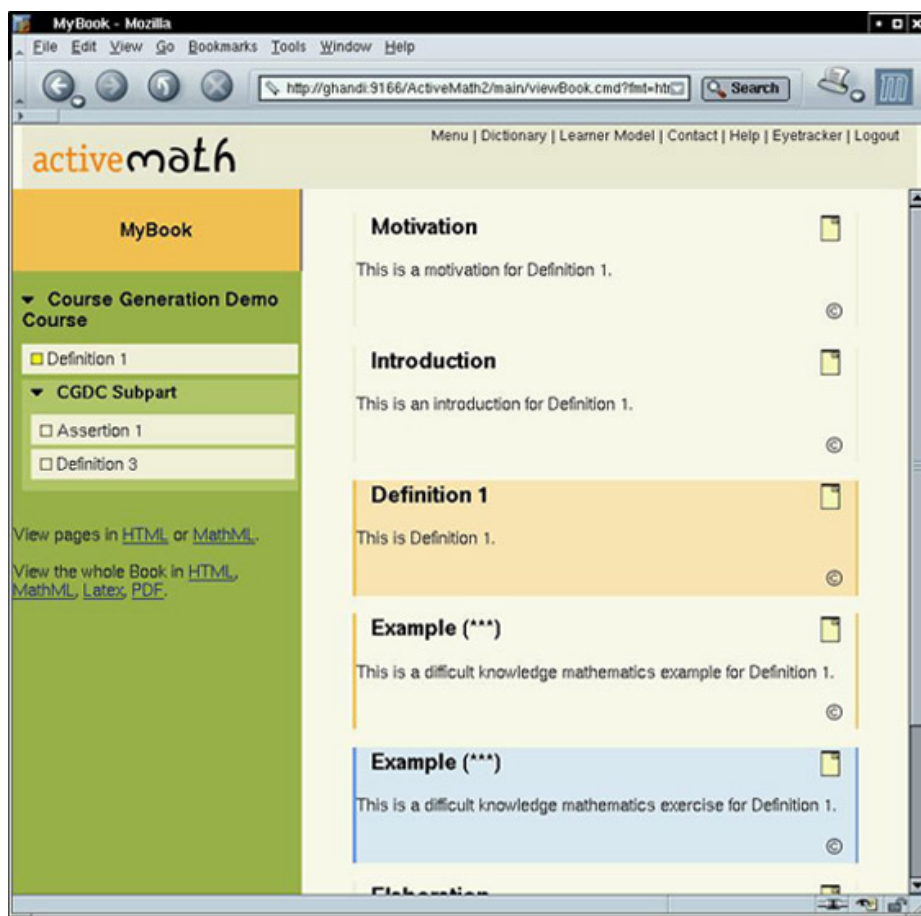 MyBook - Mozilla
File Edit View Go Bookmarks Tools Window Help
http://ghandi:9166/ActiveMath2/main/viewBook.cmd?fmt=htm
Search
Menu | Dictionary | Learner Model | Contact | Help | Eyetracker | Logout
activemath
MyBook
Course Generation Demo
Course
Definition 1
CGDC Subpart
Assertion 1
Definition 3
View pages in HTML or MathML.
View the whole Book in HTML,
MathML, Latex, PDF.
Motivation
This is a motivation for Definition 1.
©
Introduction
This is an introduction for Definition 1.
©
Definition 1
This is Definition 1.
©
Example (***)
This is a difficult knowledge mathematics example for Definition 1.
©
Example (***)
This is a difficult knowledge mathematics exercise for Definition 1.
©
Elaboration